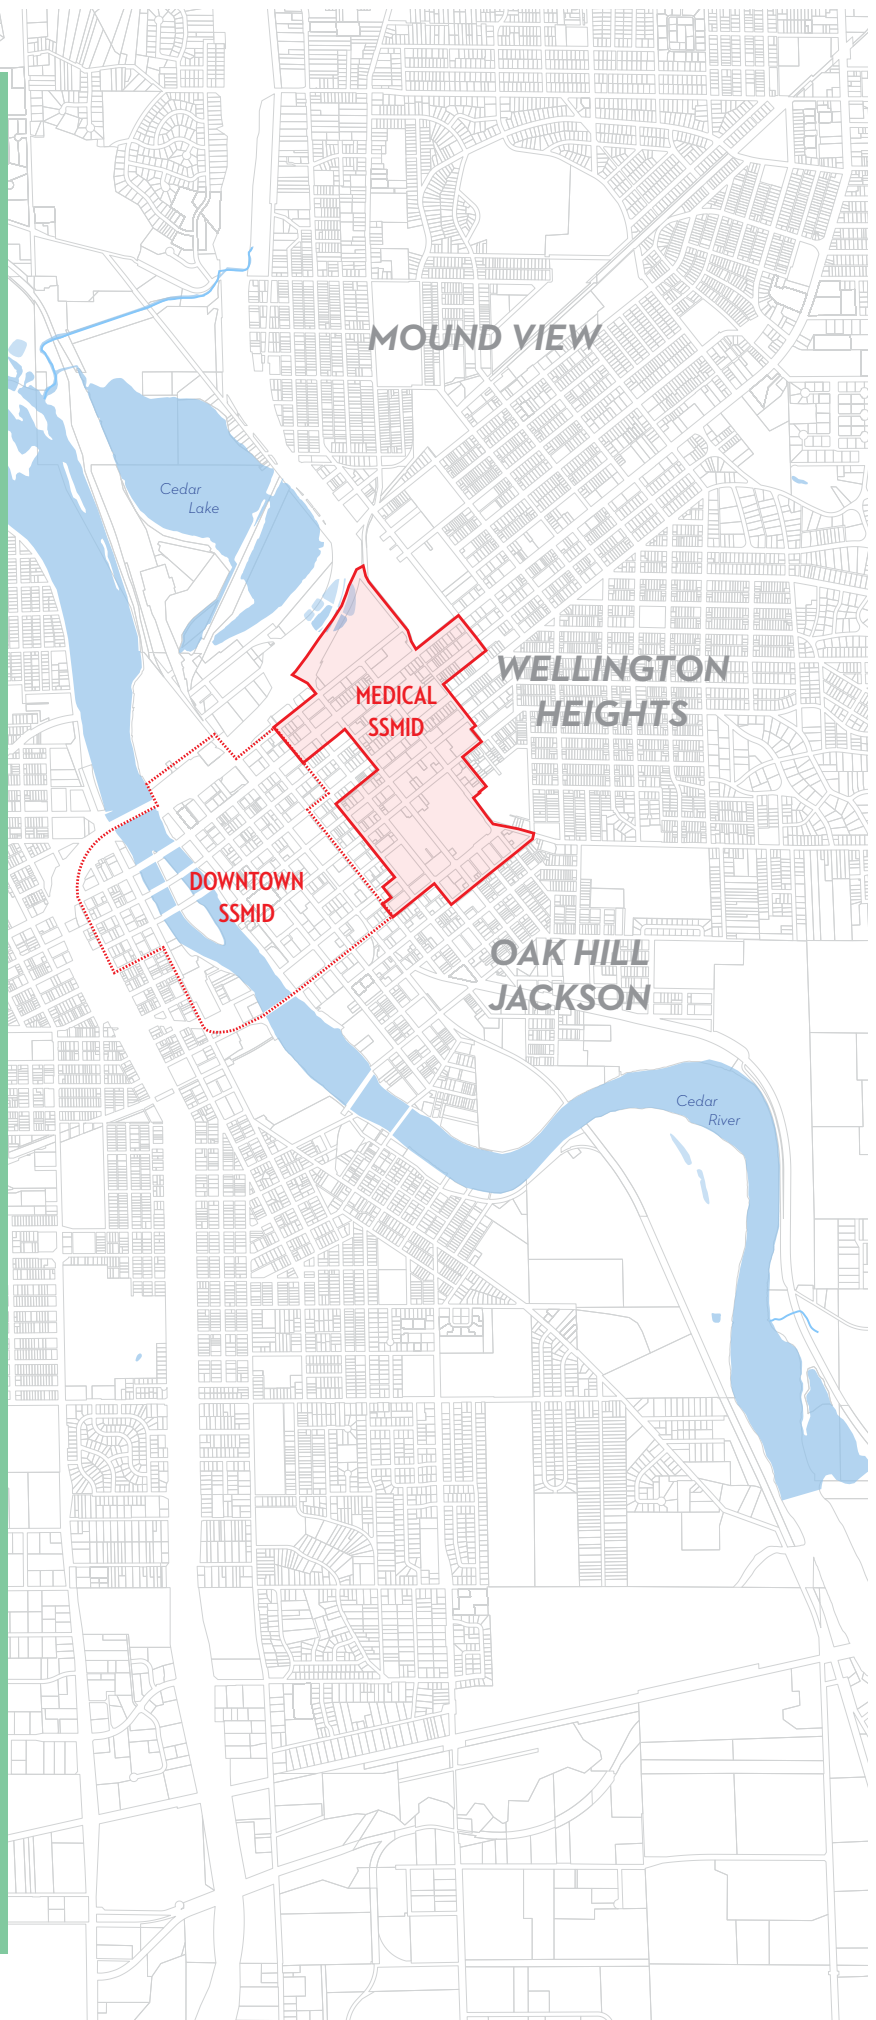 MOUND VIEW
Cedar
Lake
WELLINGTON
HEIGHTS
MEDICAL
SSMID
DOWNTOWN
SSMID
OAK HILL
JACKSON
Cedar
River